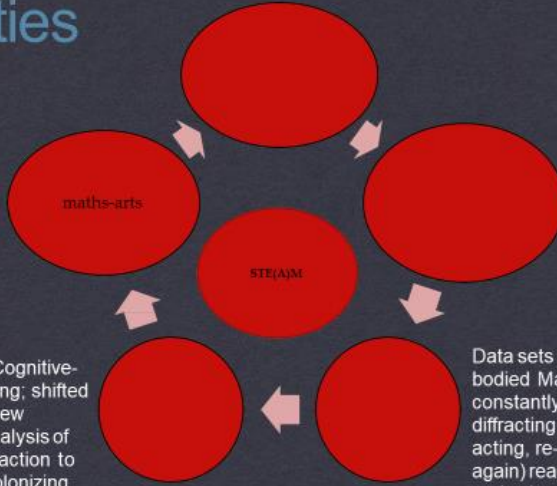 ties
maths-arts
STE(A)M
Cognitive-
ng; shifted
ew
alysis of
action to
olonizing
Data sets
bodied Ma
constantly
diffracting
acting, re-
again) rea